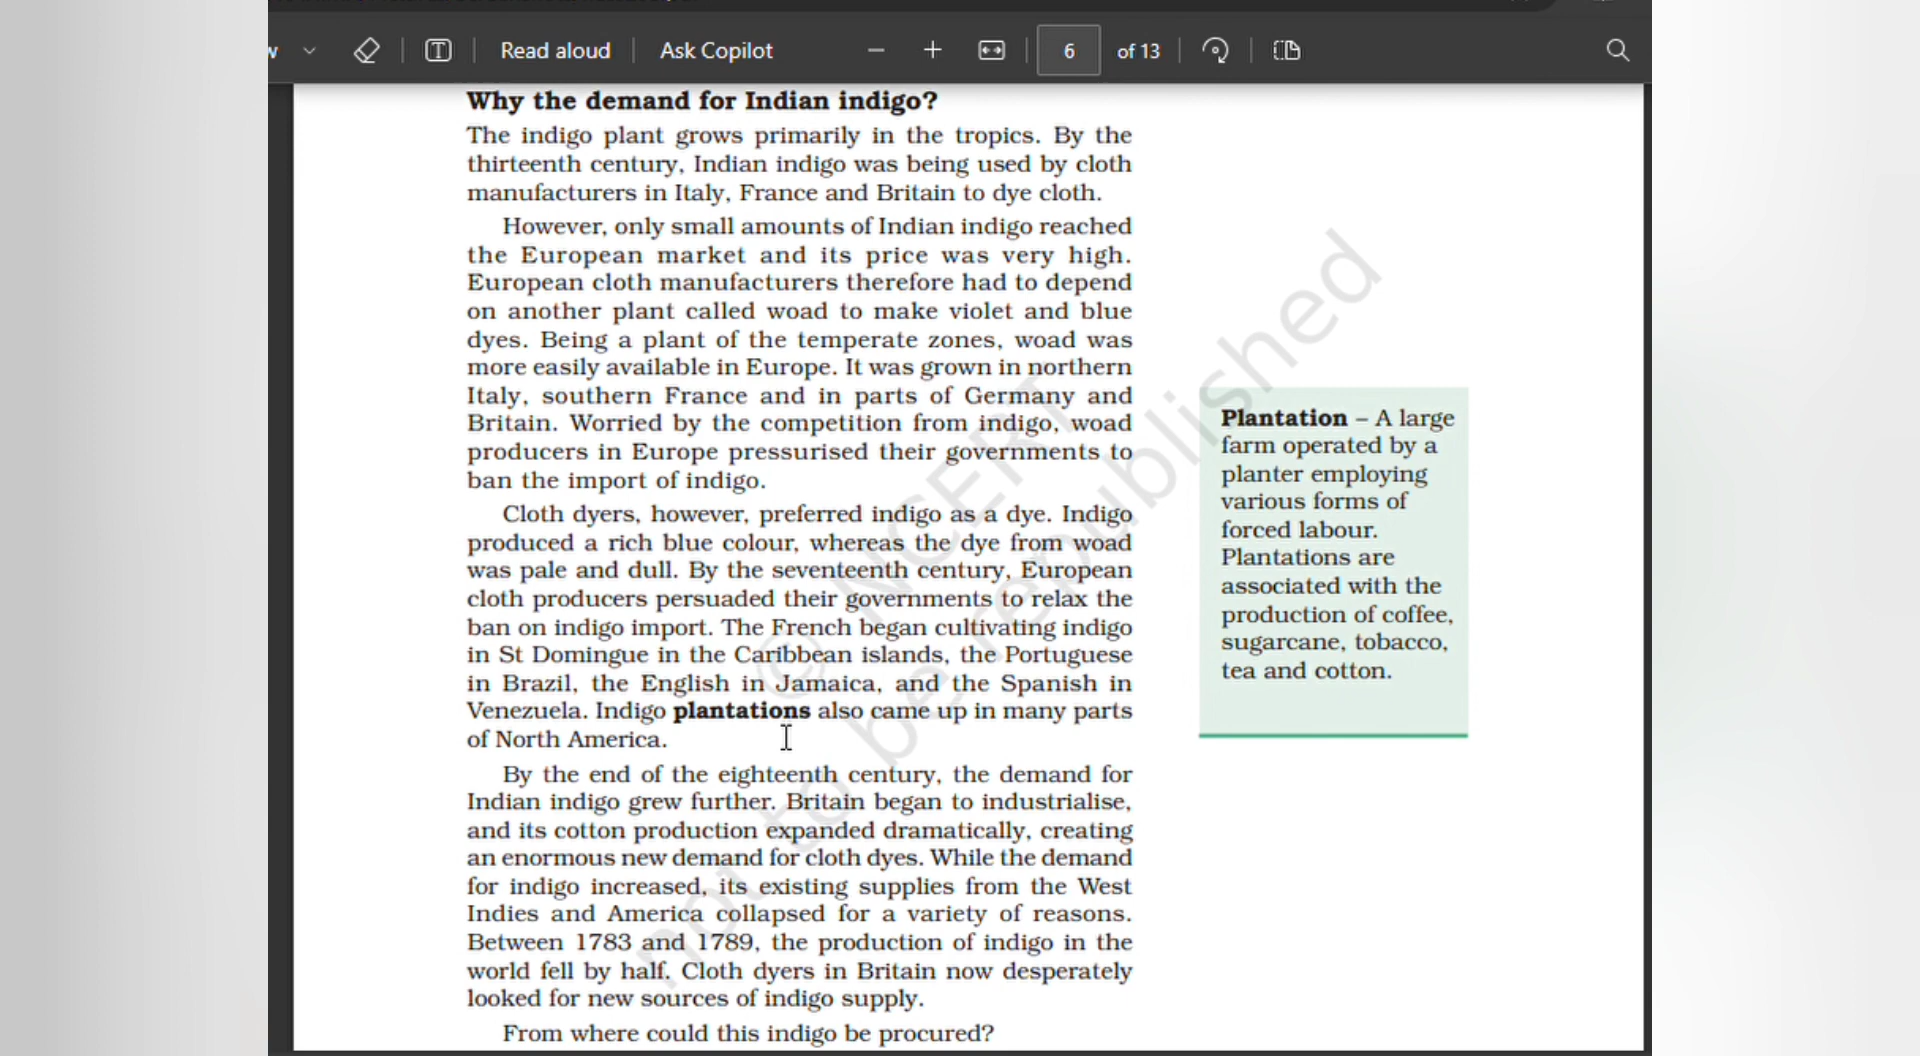 Read aloud
Ask Copilot
6
of 13
Why the demand for Indian indigo?
The indigo plant grows primarily in the tropics. By the
thirteenth century, Indian indigo was being used by cloth
manufacturers in Italy, France and Britain to dye cloth.
However, only small amounts of Indian indigo reached
the European market and its price was very high.
European cloth manufacturers therefore had to depend
on another plant called woad to make violet and blue
dyes. Being a plant of the temperate zones, woad was
more easily available in Europe. It was grown in northern
Italy, southern France and in parts of Germany and
Britain. Worried by the competition from indigo, woad
producers in Europe pressurised their governments to
ban the import of indigo.
Cloth dyers, however, preferred indigo as a dye. Indigo
produced a rich blue colour, whereas the dye from woad
was pale and dull. By the seventeenth century, European
cloth producers persuaded their governments to relax the
ban on indigo import. The French began cultivating indigo
in St Domingue in the Caribbean islands, the Portuguese
in Brazil, the English in Jamaica, and the Spanish in
Venezuela. Indigo plantations also came up in many parts
of North America.
By the end of the eighteenth century, the demand for
Indian indigo grew further. Britain began to industrialise,
and its cotton production expanded dramatically, creating
an enormous new demand for cloth dyes. While the demand
for indigo increased, its existing supplies from the West
Indies and America collapsed for a variety of reasons.
Between 1783 and 1789, the production of indigo in the
world fell by half. Cloth dyers in Britain now desperately
looked for new sources of indigo supply.
From where could this indigo be procured?
Plantation – A large
farm operated by a
planter employing
various forms of
forced labour.
Plantations are
associated with the
production of coffee,
sugarcane, tobacco,
tea and cotton.
© NCERT
not to be republished